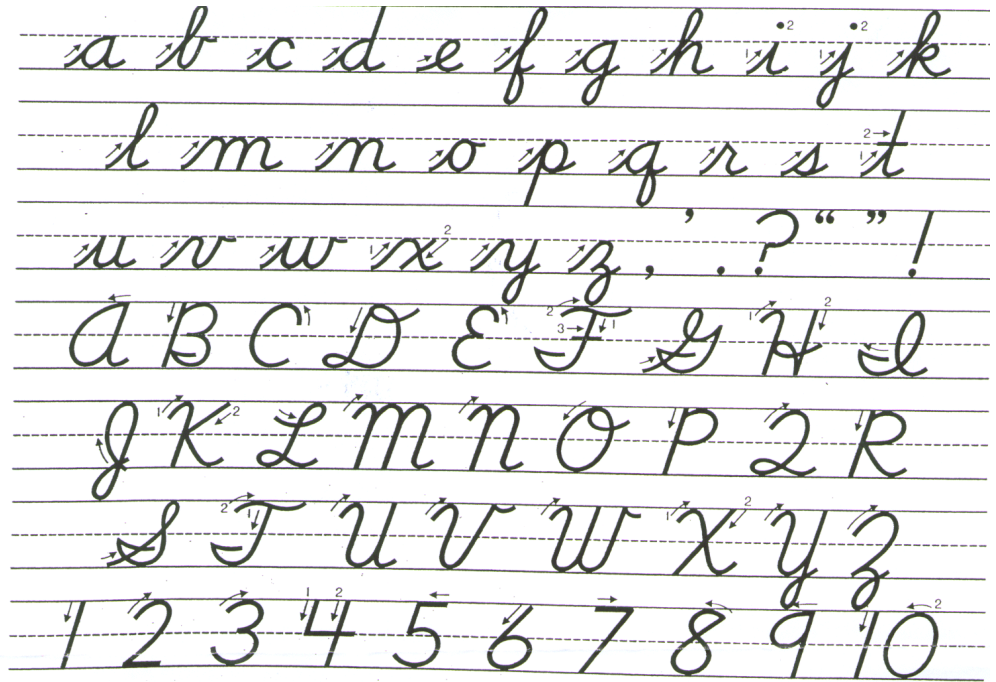 a b c d e f g h i j k
l m n o p q r s t
u v w x y z , ’ . ? “ ” !
A B C D E F G H I
J K L M N O P Q R
S T U V W X Y Z
1 2 3 4 5 6 7 8 9 10